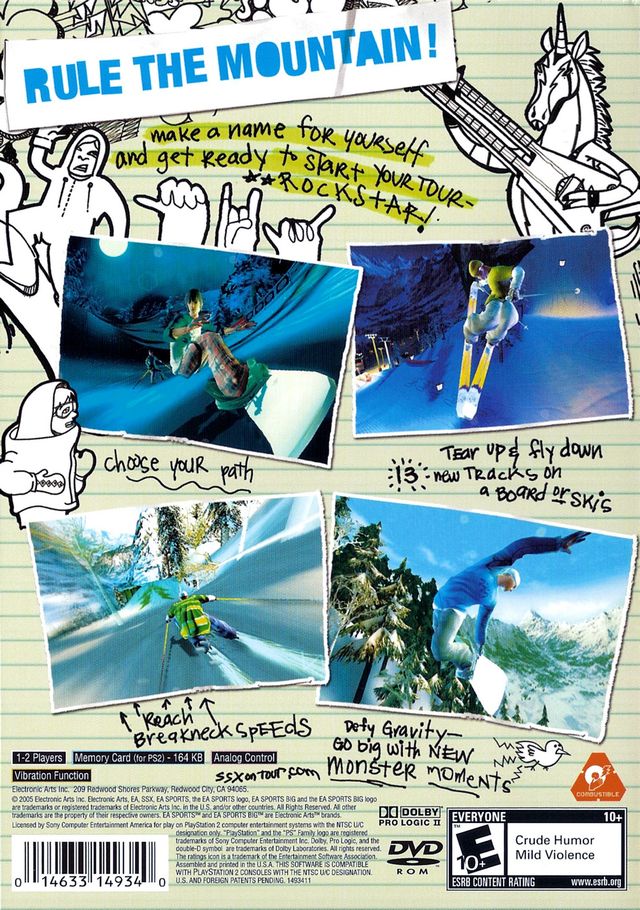 RULE THE MOUNTAIN!
make a name for yourself
and get ready to start your tour-
**ROCKSTAR!
choose your path
Tear up & fly down
13 new Tracks on
a Board or skis
Reach
Breakneck speeds
Defy Gravity—
GO big with NEW
Monster moments
1-2 Players
Memory Card (for PS2) - 164 KB
Analog Control
Vibration Function
ssxontour.com
COMBUSTIBLE
Electronic Arts Inc. 209 Redwood Shores Parkway, Redwood City, CA 94065.
© 2005 Electronic Arts Inc. Electronic Arts, EA, SSX, EA SPORTS, the EA SPORTS logo, EA SPORTS BIG and the EA SPORTS BIG logo
are trademarks or registered trademarks of Electronic Arts Inc. in the U.S. and/or other countries. All Rights Reserved. All other
trademarks are the property of their respective owners. EA SPORTS™ and EA SPORTS BIG™ are Electronic Arts™ brands.
Licensed by Sony Computer Entertainment America for play on PlayStation 2 computer entertainment systems with the NTSC U/C
designation only. "PlayStation" and the "PS" Family logo are registered
trademarks of Sony Computer Entertainment Inc. Dolby, Pro Logic, and the
double-D symbol are trademarks of Dolby Laboratories. All rights reserved.
The ratings icon is a trademark of the Entertainment Software Association.
Assembled and printed in the U.S.A. THIS SOFTWARE IS COMPATIBLE
WITH PLAYSTATION 2 CONSOLES WITH THE NTSC U/C DESIGNATION.
U.S. AND FOREIGN PATENTS PENDING. 1493411
0 14633 14934 0
DOLBY
PRO LOGIC II
DVD
ROM
EVERYONE 10+
E
10+
Crude Humor
Mild Violence
ESRB CONTENT RATING www.esrb.org